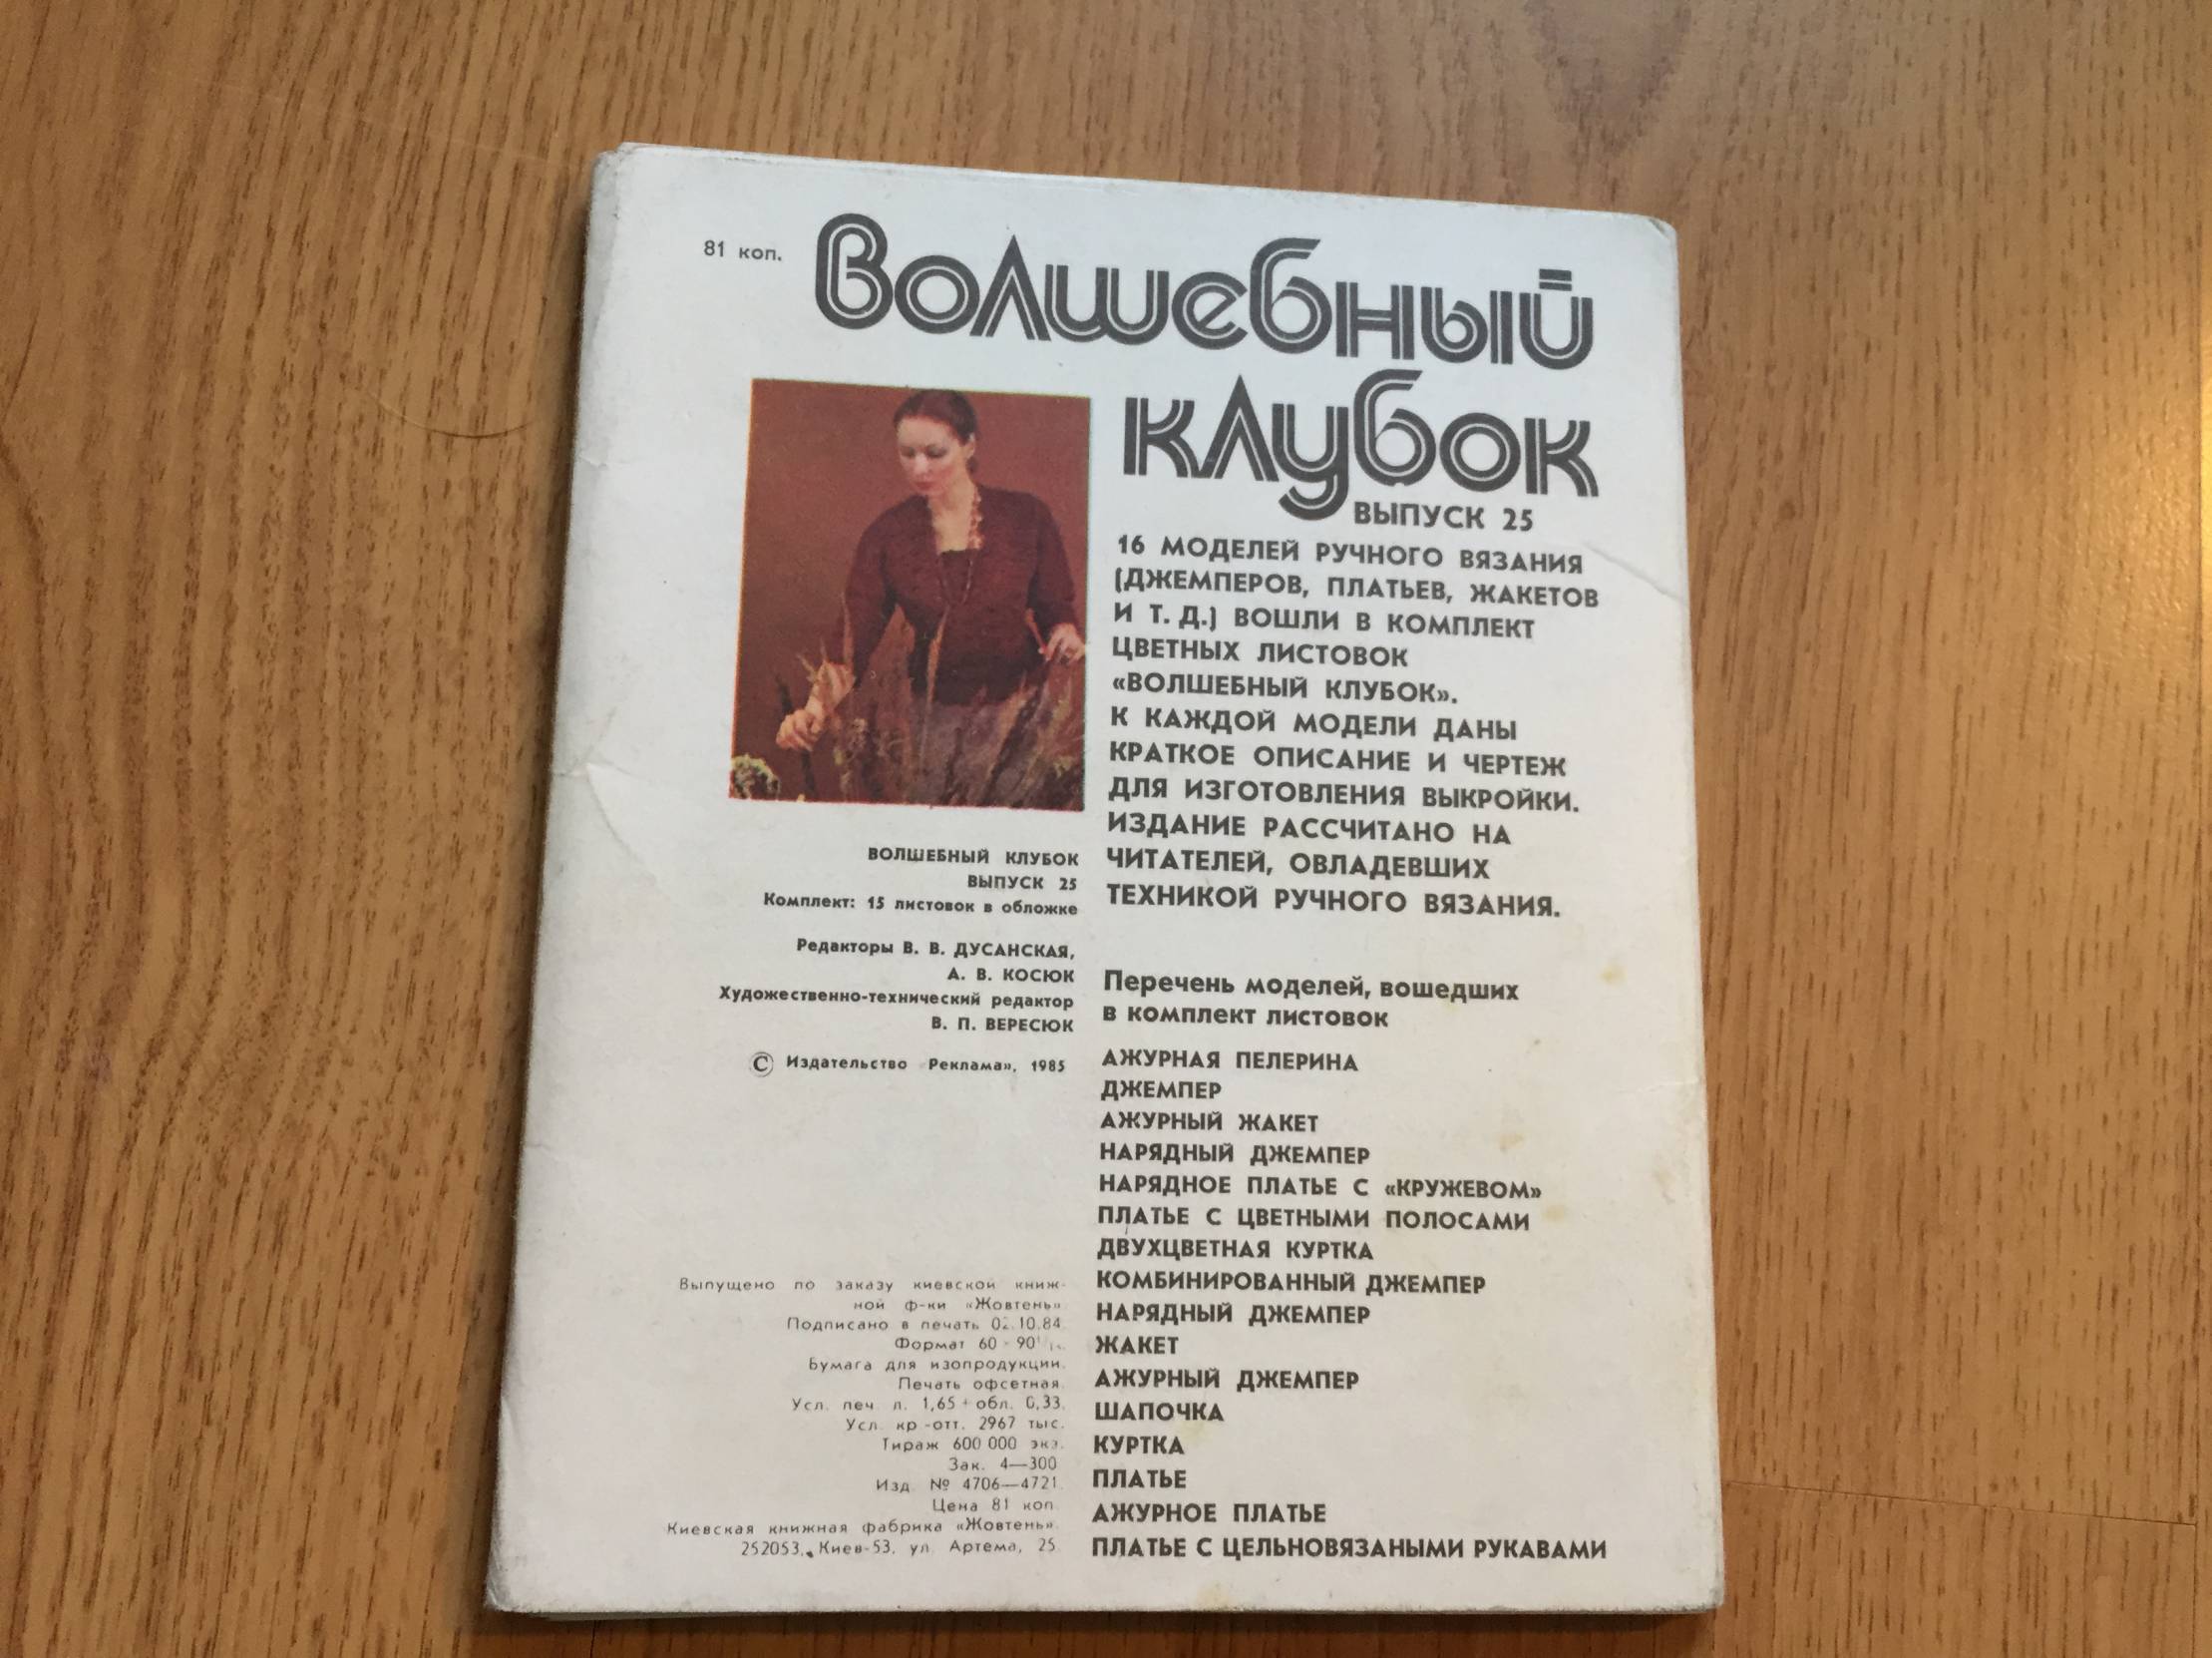 81 коп.
Волшебный
клубок
ВЫПУСК 25
16 МОДЕЛЕЙ РУЧНОГО ВЯЗАНИЯ
(ДЖЕМПЕРОВ, ПЛАТЬЕВ, ЖАКЕТОВ
И Т. Д.) ВОШЛИ В КОМПЛЕКТ
ЦВЕТНЫХ ЛИСТОВОК
«ВОЛШЕБНЫЙ КЛУБОК».
К КАЖДОЙ МОДЕЛИ ДАНЫ
КРАТКОЕ ОПИСАНИЕ И ЧЕРТЕЖ
ДЛЯ ИЗГОТОВЛЕНИЯ ВЫКРОЙКИ.
ИЗДАНИЕ РАССЧИТАНО НА
ЧИТАТЕЛЕЙ, ОВЛАДЕВШИХ
ТЕХНИКОЙ РУЧНОГО ВЯЗАНИЯ.
ВОЛШЕБНЫЙ КЛУБОК
ВЫПУСК 25
Комплект: 15 листовок в обложке
Редакторы В. В. ДУСАНСКАЯ,
А. В. КОСЮК
Художественно-технический редактор
В. П. ВЕРЕСЮК
© Издательство Реклама», 1985
Перечень моделей, вошедших
в комплект листовок
АЖУРНАЯ ПЕЛЕРИНА
ДЖЕМПЕР
АЖУРНЫЙ ЖАКЕТ
НАРЯДНЫЙ ДЖЕМПЕР
НАРЯДНОЕ ПЛАТЬЕ С «КРУЖЕВОМ»
ПЛАТЬЕ С ЦВЕТНЫМИ ПОЛОСАМИ
ДВУХЦВЕТНАЯ КУРТКА
КОМБИНИРОВАННЫЙ ДЖЕМПЕР
НАРЯДНЫЙ ДЖЕМПЕР
ЖАКЕТ
АЖУРНЫЙ ДЖЕМПЕР
ШАПОЧКА
КУРТКА
ПЛАТЬЕ
АЖУРНОЕ ПЛАТЬЕ
ПЛАТЬЕ С ЦЕЛЬНОВЯЗАНЫМИ РУКАВАМИ
Выпущено по заказу киевской книж-
ной ф-ки «Жовтень»
Подписано в печать
Формат 60 90
Бумага для изопродукции.
Печать офсетная.
Усл. печ. л. 1,65 + обл. 0,33.
Усл. кр.-отт. 2967 тыс.
Тираж 600 000 экз.
Зак. 4—300
Изд. № 4706—4721.
Цена 81 коп.
Киевская книжная фабрика «Жовтень».
252053, Киев-53, ул. Артема, 25.